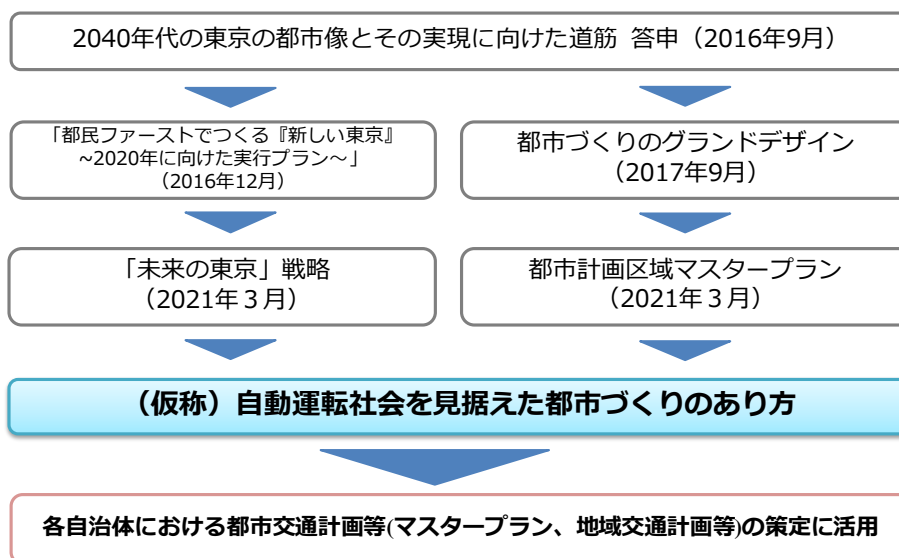 2040年代の東京の都市像とその実現に向けた道筋 答申（2016年9月）
「都民ファーストでつくる『新しい東京』
~2020年に向けた実行プラン～」
（2016年12月）
都市づくりのグランドデザイン
（2017年9月）
「未来の東京」戦略
（2021年３月）
都市計画区域マスタープラン
（2021年３月）
（仮称）自動運転社会を見据えた都市づくりのあり方
各自治体における都市交通計画等(マスタープラン、地域交通計画等)の策定に活用